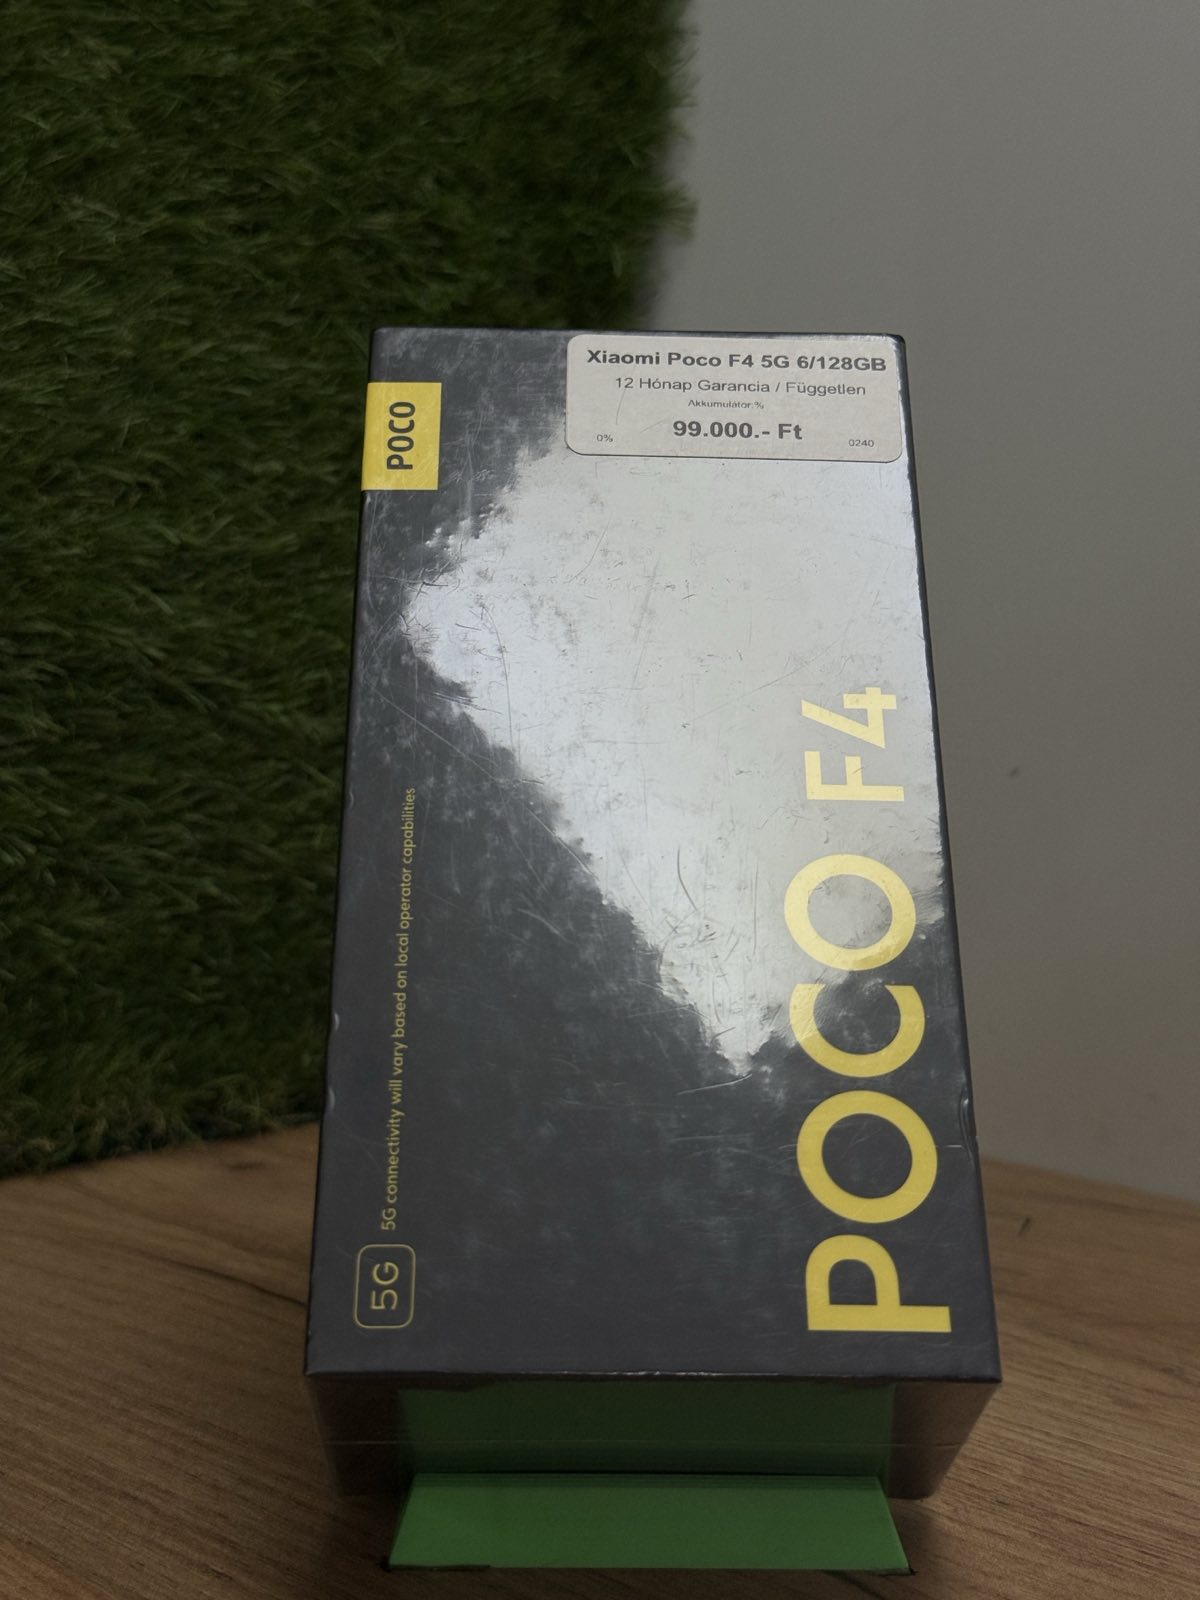 Xiaomi Poco F4 5G 6/128GB
12 Hónap Garancia / Független
Akkumulátor:%
99.000.- Ft
0%
0240
POCO
5G
5G connectivity will vary based on local operator capabilities
POCO F4